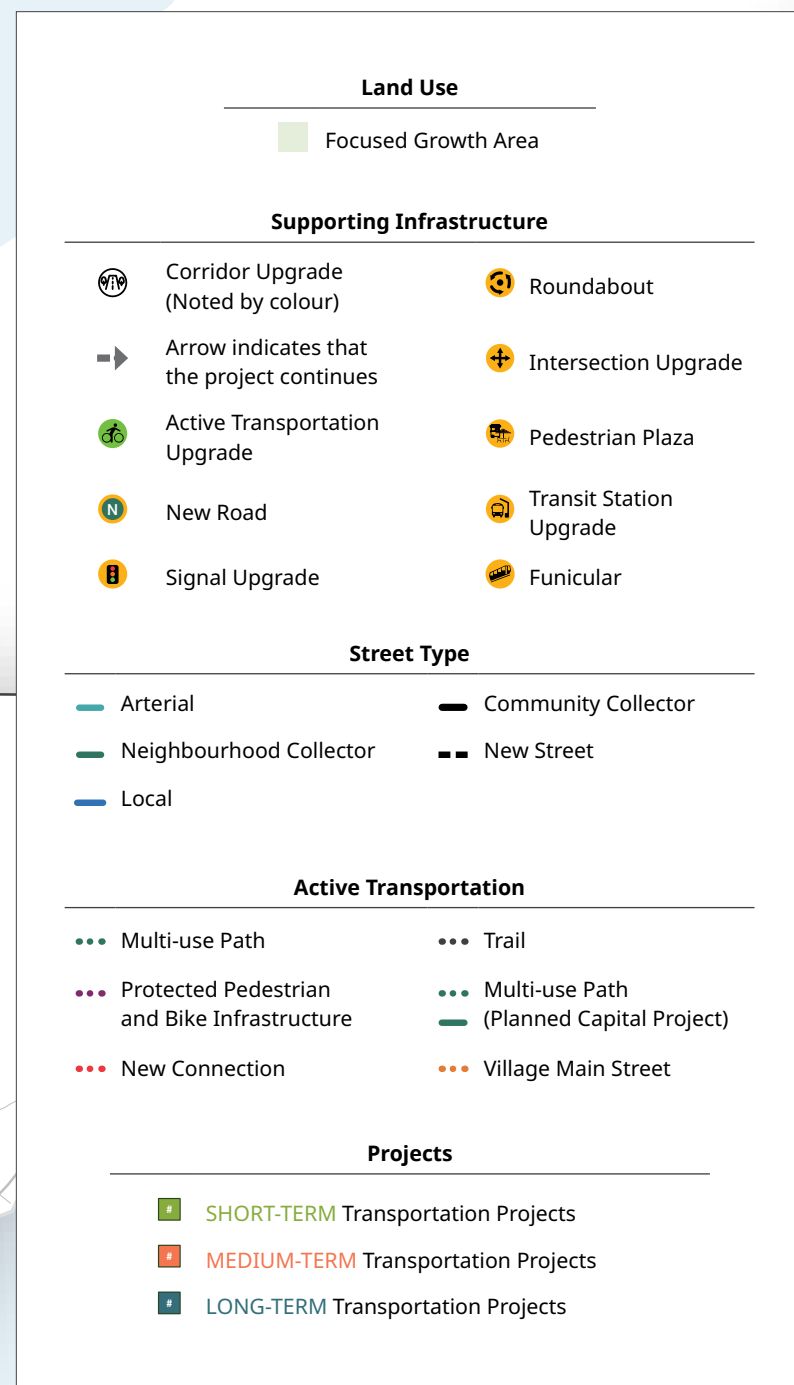 Land Use
Focused Growth Area
Supporting Infrastructure
Corridor Upgrade
(Noted by colour)
Arrow indicates that
the project continues
Active Transportation
Upgrade
N
New Road
Signal Upgrade
Roundabout
Intersection Upgrade
Pedestrian Plaza
Transit Station
Upgrade
Funicular
Street Type
Arterial
Neighbourhood Collector
Local
Community Collector
New Street
Active Transportation
Multi-use Path
Protected Pedestrian
and Bike Infrastructure
New Connection
Trail
Multi-use Path
(Planned Capital Project)
Village Main Street
Projects
# SHORT-TERM Transportation Projects
# MEDIUM-TERM Transportation Projects
# LONG-TERM Transportation Projects